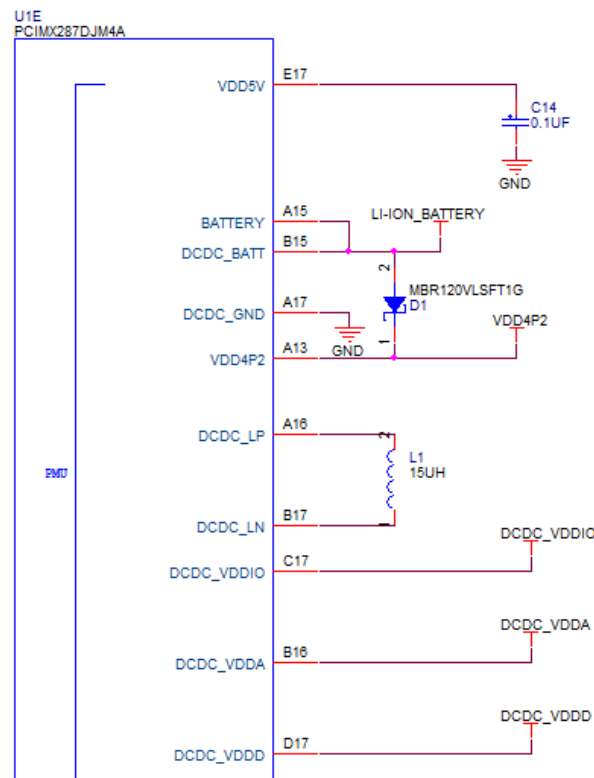 U1E
PCIMX287DJM4A
VDD5V
E17
C14
0.1UF
GND
BATTERY
A15
LI-ION_BATTERY
DCDC_BATT
B15
2
MBR120VLSFT1G
D1
DCDC_GND
A17
GND
1
VDD4P2
VDD4P2
A13
DCDC_LP
A16
2
L1
15UH
PMU
1
DCDC_LN
B17
DCDC_VDDIO
DCDC_VDDIO
C17
DCDC_VDDA
DCDC_VDDA
B16
DCDC_VDDD
DCDC_VDDD
D17